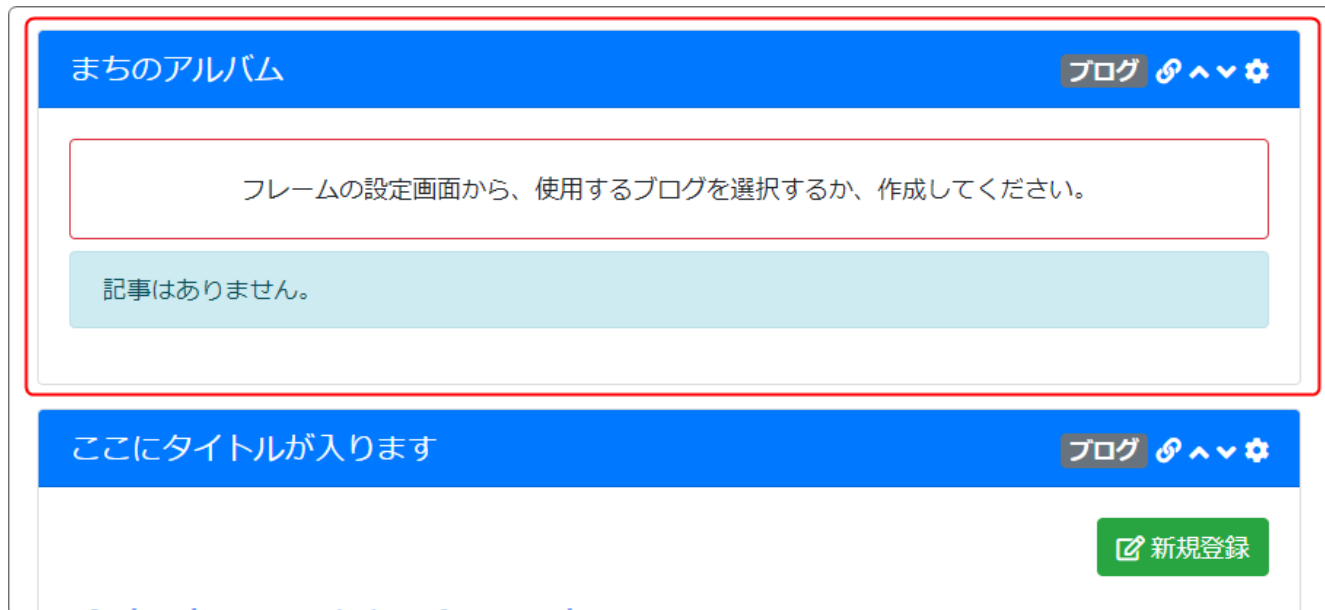 まちのアルバム ブログ
フレームの設定画面から、使用するブログを選択するか、作成してください。
記事はありません。
ここにタイトルが入ります ブログ
新規登録